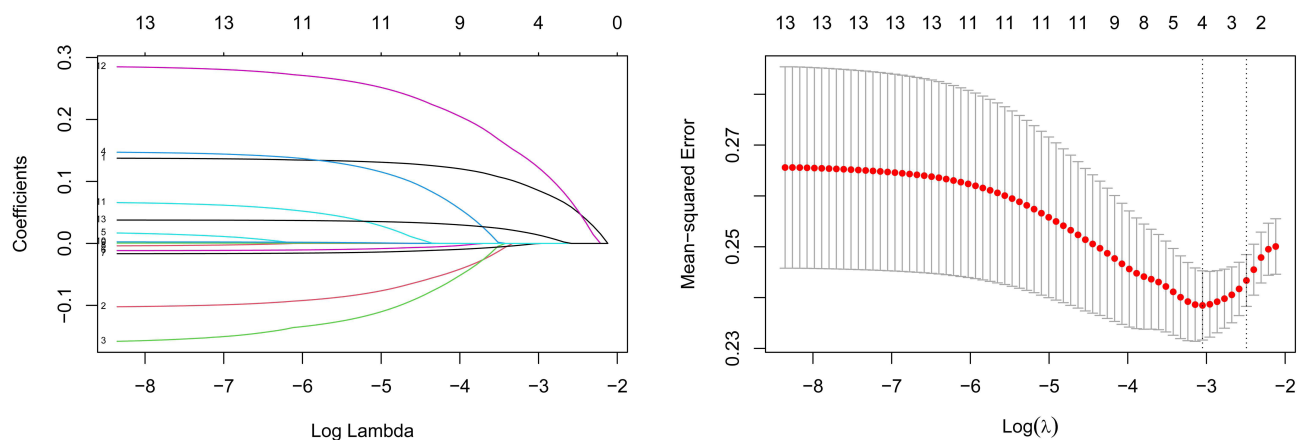 13 13 11 11 9 4 0
0.3
0.2
0.1
0.0
−0.1
Coefficients
12
4
1
11
13
5
2
3
−8 −7 −6 −5 −4 −3 −2
Log Lambda
13 13 13 13 13 11 11 11 11 9 8 5 4 3 2
0.27
0.25
0.23
Mean−squared Error
−8 −7 −6 −5 −4 −3 −2
Log(λ)